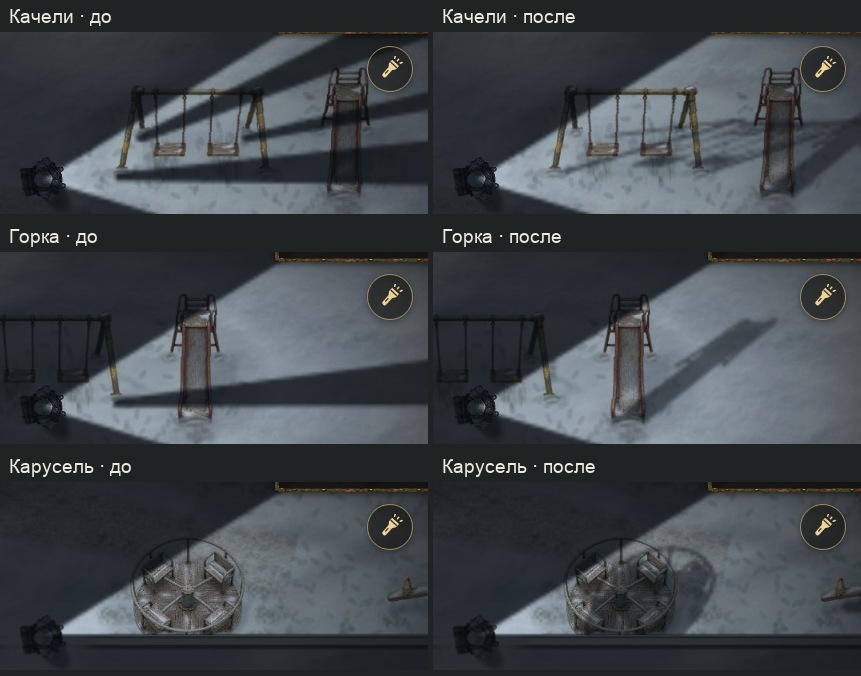 Качели · до
Качели · после
Горка · до
Горка · после
Карусель · до
Карусель · после